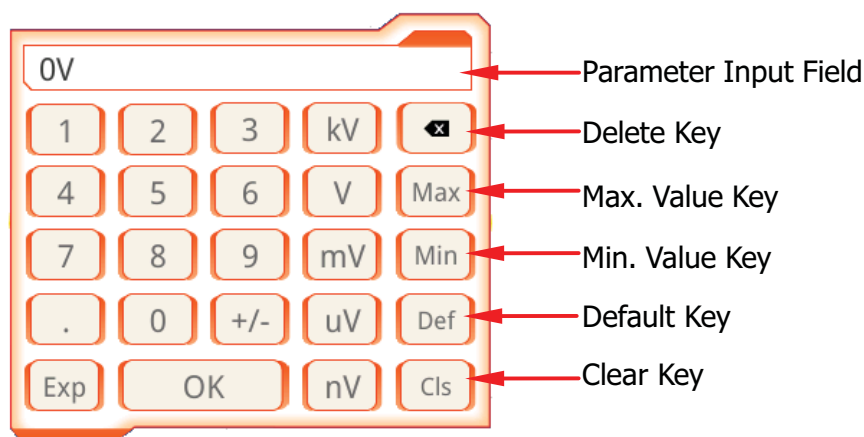 0V
Parameter Input Field
1 2 3 kV
Delete Key
4 5 6 V Max
Max. Value Key
7 8 9 mV Min
Min. Value Key
. 0 +/- uV Def
Default Key
Exp OK nV Cls
Clear Key